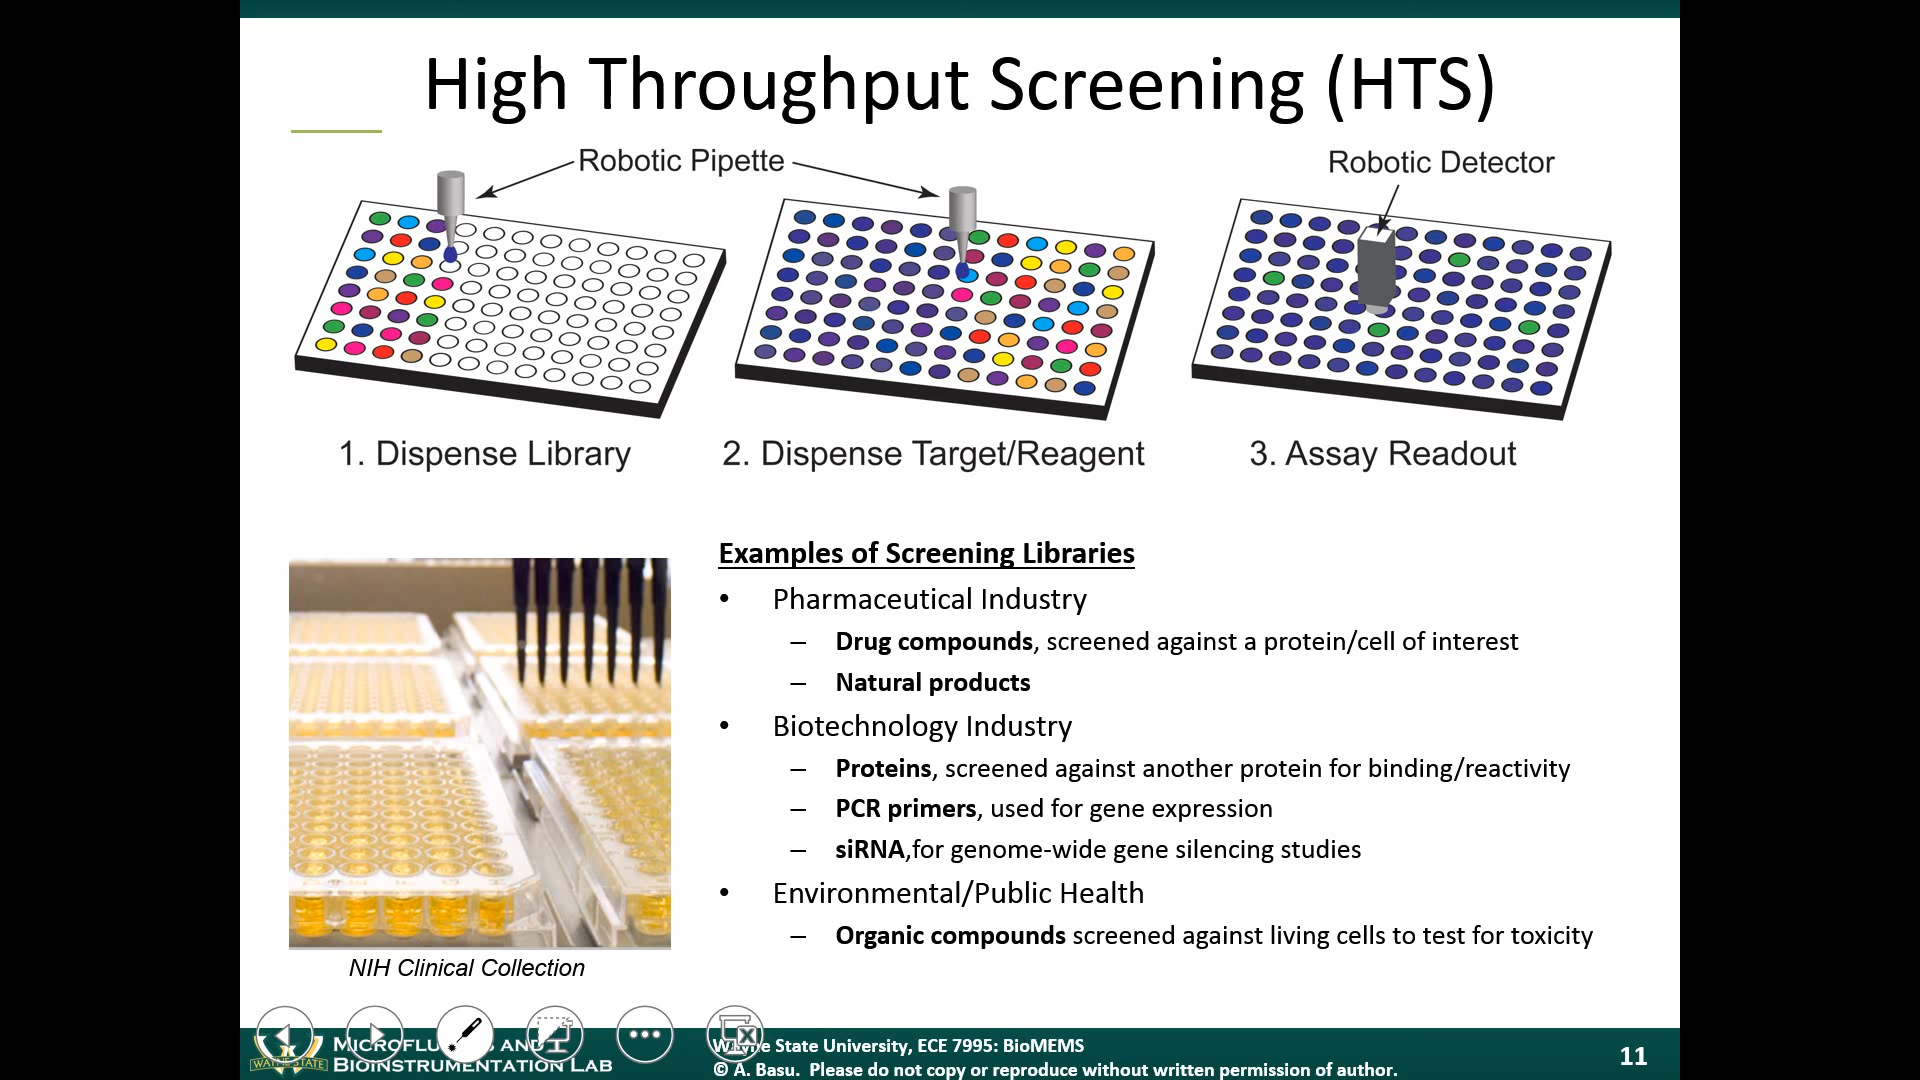 High Throughput Screening (HTS)
Robotic Pipette
Robotic Detector
1. Dispense Library
2. Dispense Target/Reagent
3. Assay Readout
Examples of Screening Libraries
• Pharmaceutical Industry
– Drug compounds, screened against a protein/cell of interest
– Natural products
• Biotechnology Industry
– Proteins, screened against another protein for binding/reactivity
– PCR primers, used for gene expression
– siRNA,for genome-wide gene silencing studies
• Environmental/Public Health
– Organic compounds screened against living cells to test for toxicity
NIH Clinical Collection
WAYNE STATE
AND
BIOINSTRUMENTATION LAB
Wayne State University, ECE 7995: BioMEMS
© A. Basu. Please do not copy or reproduce without written permission of author.
11